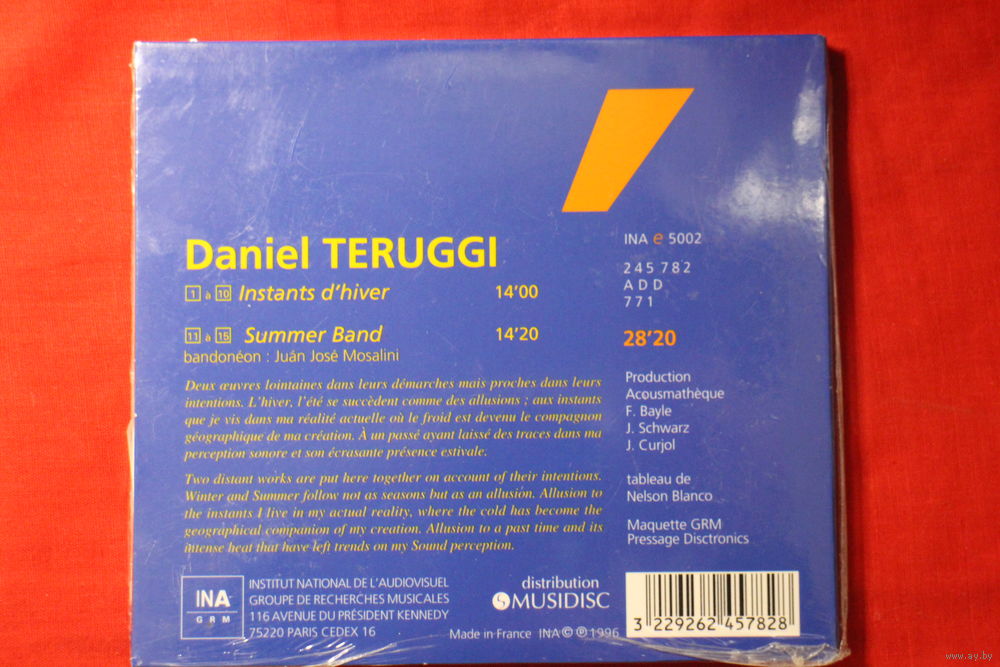 Daniel TERUGGI
1 à 10 Instants d'hiver 14'00
11 à 15 Summer Band 14'20
bandonéon : Juán José Mosalini
Deux œuvres lointaines dans leurs démarches mais proches dans leurs
intentions. L'hiver, l'été se succèdent comme des allusions ; aux instants
que je vis dans ma réalité actuelle où le froid est devenu le compagnon
géographique de ma création. À un passé ayant laissé des traces dans ma
perception sonore et son écrasante présence estivale.
Two distant works are put here together on account of their intentions.
Winter and Summer follow not as seasons but as an allusión. Allusion to
the instants I live in my actual reality, where the cold has become the
geographical companion of my creation. Allusion to a past time and its
intense heat that have left trends on my Sound perception.
INA e 5002
245 782
ADD
771
28'20
Production
Acousmathèque
F. Bayle
J. Schwarz
J. Curjol
tableau de
Nelson Blanco
Maquette GRM
Pressage Disctronics
INA
GRM
INSTITUT NATIONAL DE L'AUDIOVISUEL
GROUPE DE RECHERCHES MUSICALES
116 AVENUE DU PRÉSIDENT KENNEDY
75220 PARIS CEDEX 16
distribution
MUSIDISC
Made in France INA © ℗ 1996
3 229262 457828
www.ay.by